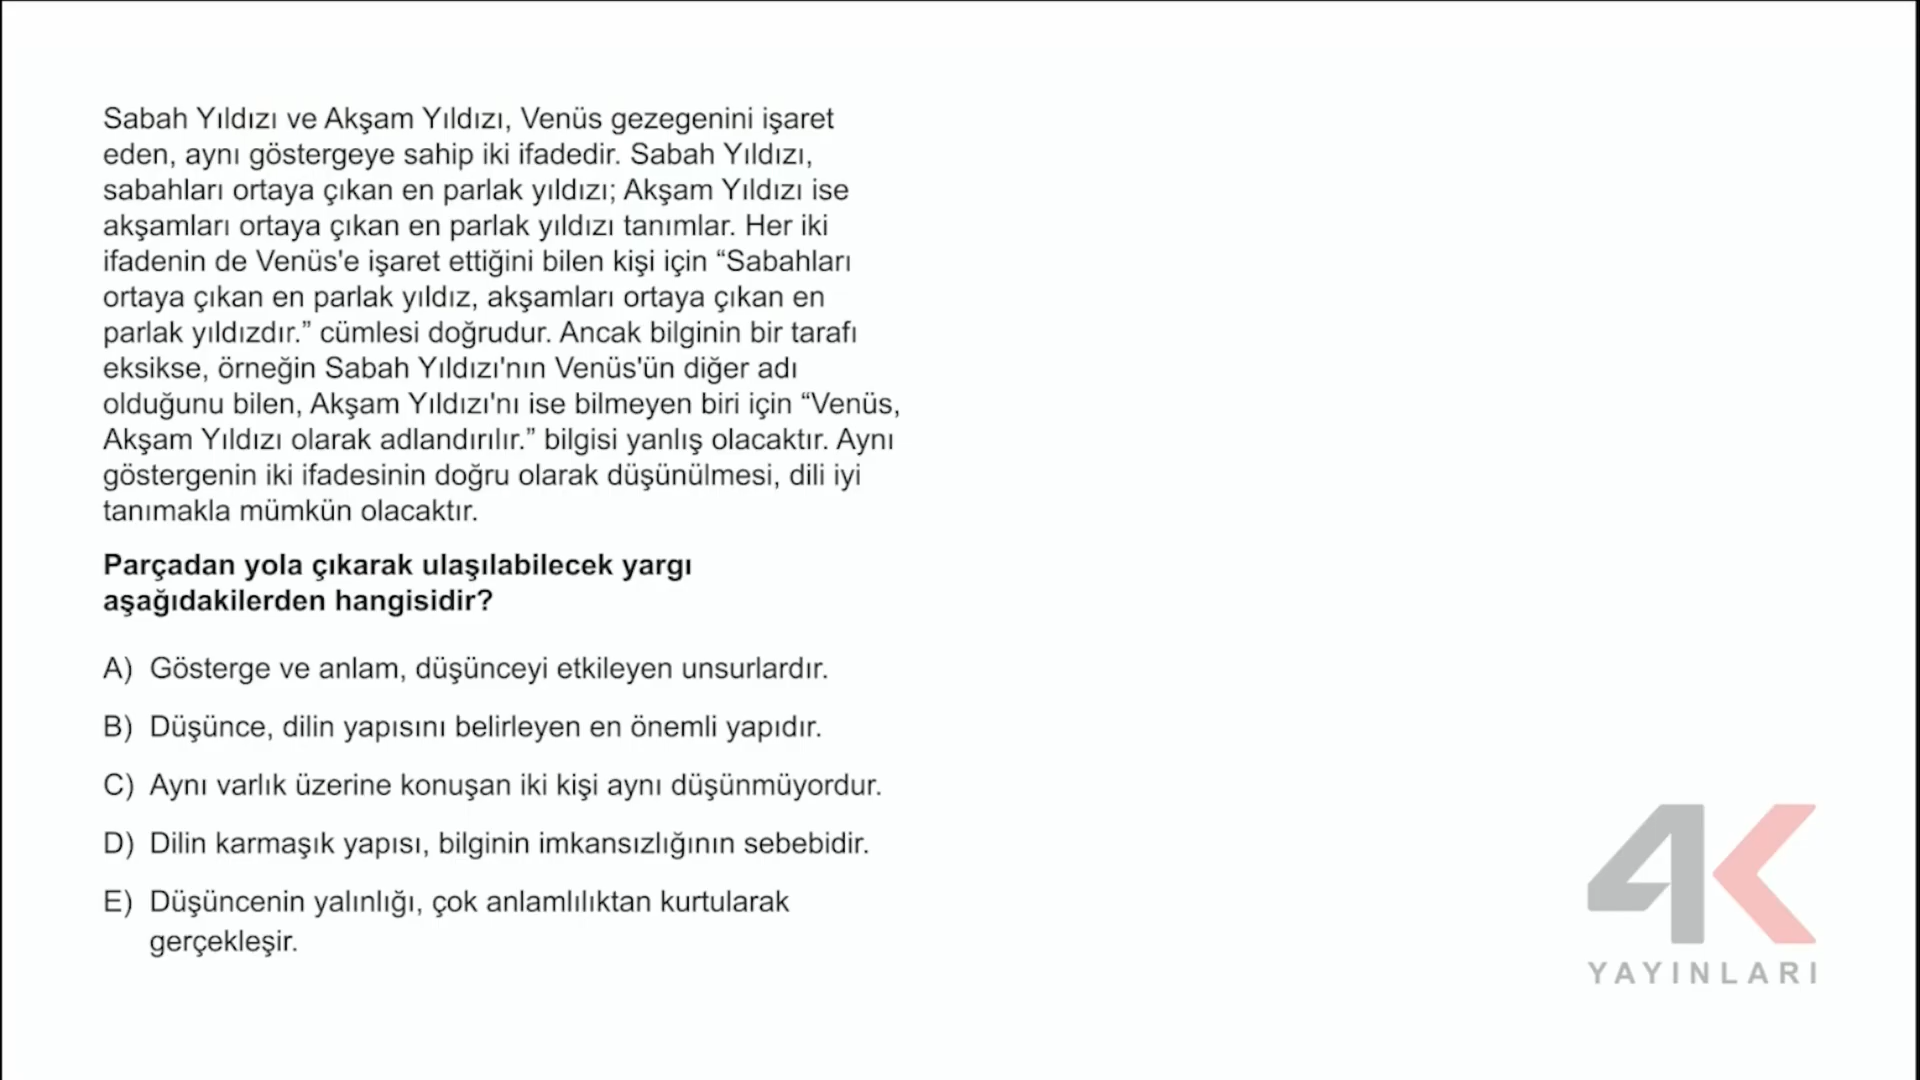 Sabah Yıldızı ve Akşam Yıldızı, Venüs gezegenini işaret
eden, aynı göstergeye sahip iki ifadedir. Sabah Yıldızı,
sabahları ortaya çıkan en parlak yıldızı; Akşam Yıldızı ise
akşamları ortaya çıkan en parlak yıldızı tanımlar. Her iki
ifadenin de Venüs'e işaret ettiğini bilen kişi için “Sabahları
ortaya çıkan en parlak yıldız, akşamları ortaya çıkan en
parlak yıldızdır.” cümlesi doğrudur. Ancak bilginin bir tarafı
eksikse, örneğin Sabah Yıldızı'nın Venüs'ün diğer adı
olduğunu bilen, Akşam Yıldızı'nı ise bilmeyen biri için “Venüs,
Akşam Yıldızı olarak adlandırılır.” bilgisi yanlış olacaktır. Aynı
göstergenin iki ifadesinin doğru olarak düşünülmesi, dili iyi
tanımakla mümkün olacaktır.
Parçadan yola çıkarak ulaşılabilecek yargı
aşağıdakilerden hangisidir?
A) Gösterge ve anlam, düşünceyi etkileyen unsurlardır.
B) Düşünce, dilin yapısını belirleyen en önemli yapıdır.
C) Aynı varlık üzerine konuşan iki kişi aynı düşünmüyordur.
D) Dilin karmaşık yapısı, bilginin imkansızlığının sebebidir.
E) Düşüncenin yalınlığı, çok anlamlılıktan kurtularak
gerçekleşir.
4K
YAYINLARI